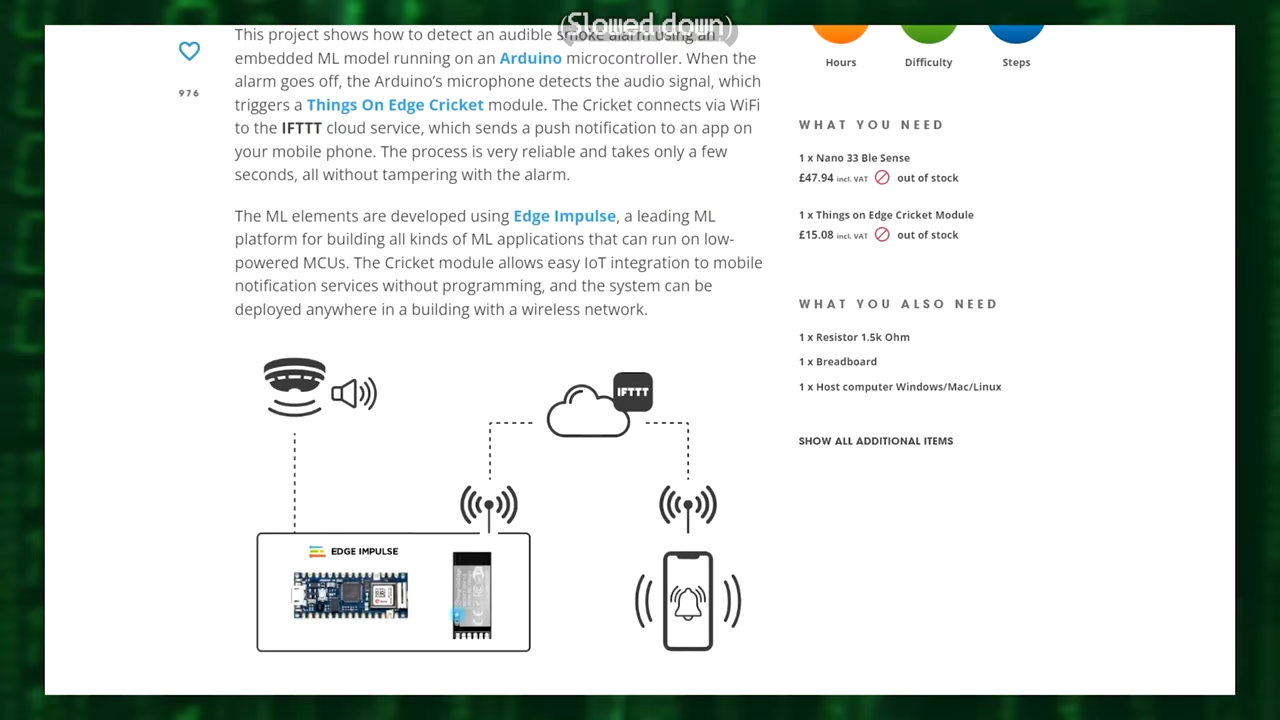 (Slowed down)
This project shows how to detect an audible smoke alarm using an
embedded ML model running on an Arduino microcontroller. When the
alarm goes off, the Arduino's microphone detects the audio signal, which
triggers a Things On Edge Cricket module. The Cricket connects via WiFi
to the IFTTT cloud service, which sends a push notification to an app on
your mobile phone. The process is very reliable and takes only a few
seconds, all without tampering with the alarm.
The ML elements are developed using Edge Impulse, a leading ML
platform for building all kinds of ML applications that can run on low-
powered MCUs. The Cricket module allows easy IoT integration to mobile
notification services without programming, and the system can be
deployed anywhere in a building with a wireless network.
976
IFTTT
EDGE IMPULSE
Hours
Difficulty
Steps
WHAT YOU NEED
1 x Nano 33 Ble Sense
£47.94 incl. VAT out of stock
1 x Things on Edge Cricket Module
£15.08 incl. VAT out of stock
WHAT YOU ALSO NEED
1 x Resistor 1.5k Ohm
1 x Breadboard
1 x Host computer Windows/Mac/Linux
SHOW ALL ADDITIONAL ITEMS